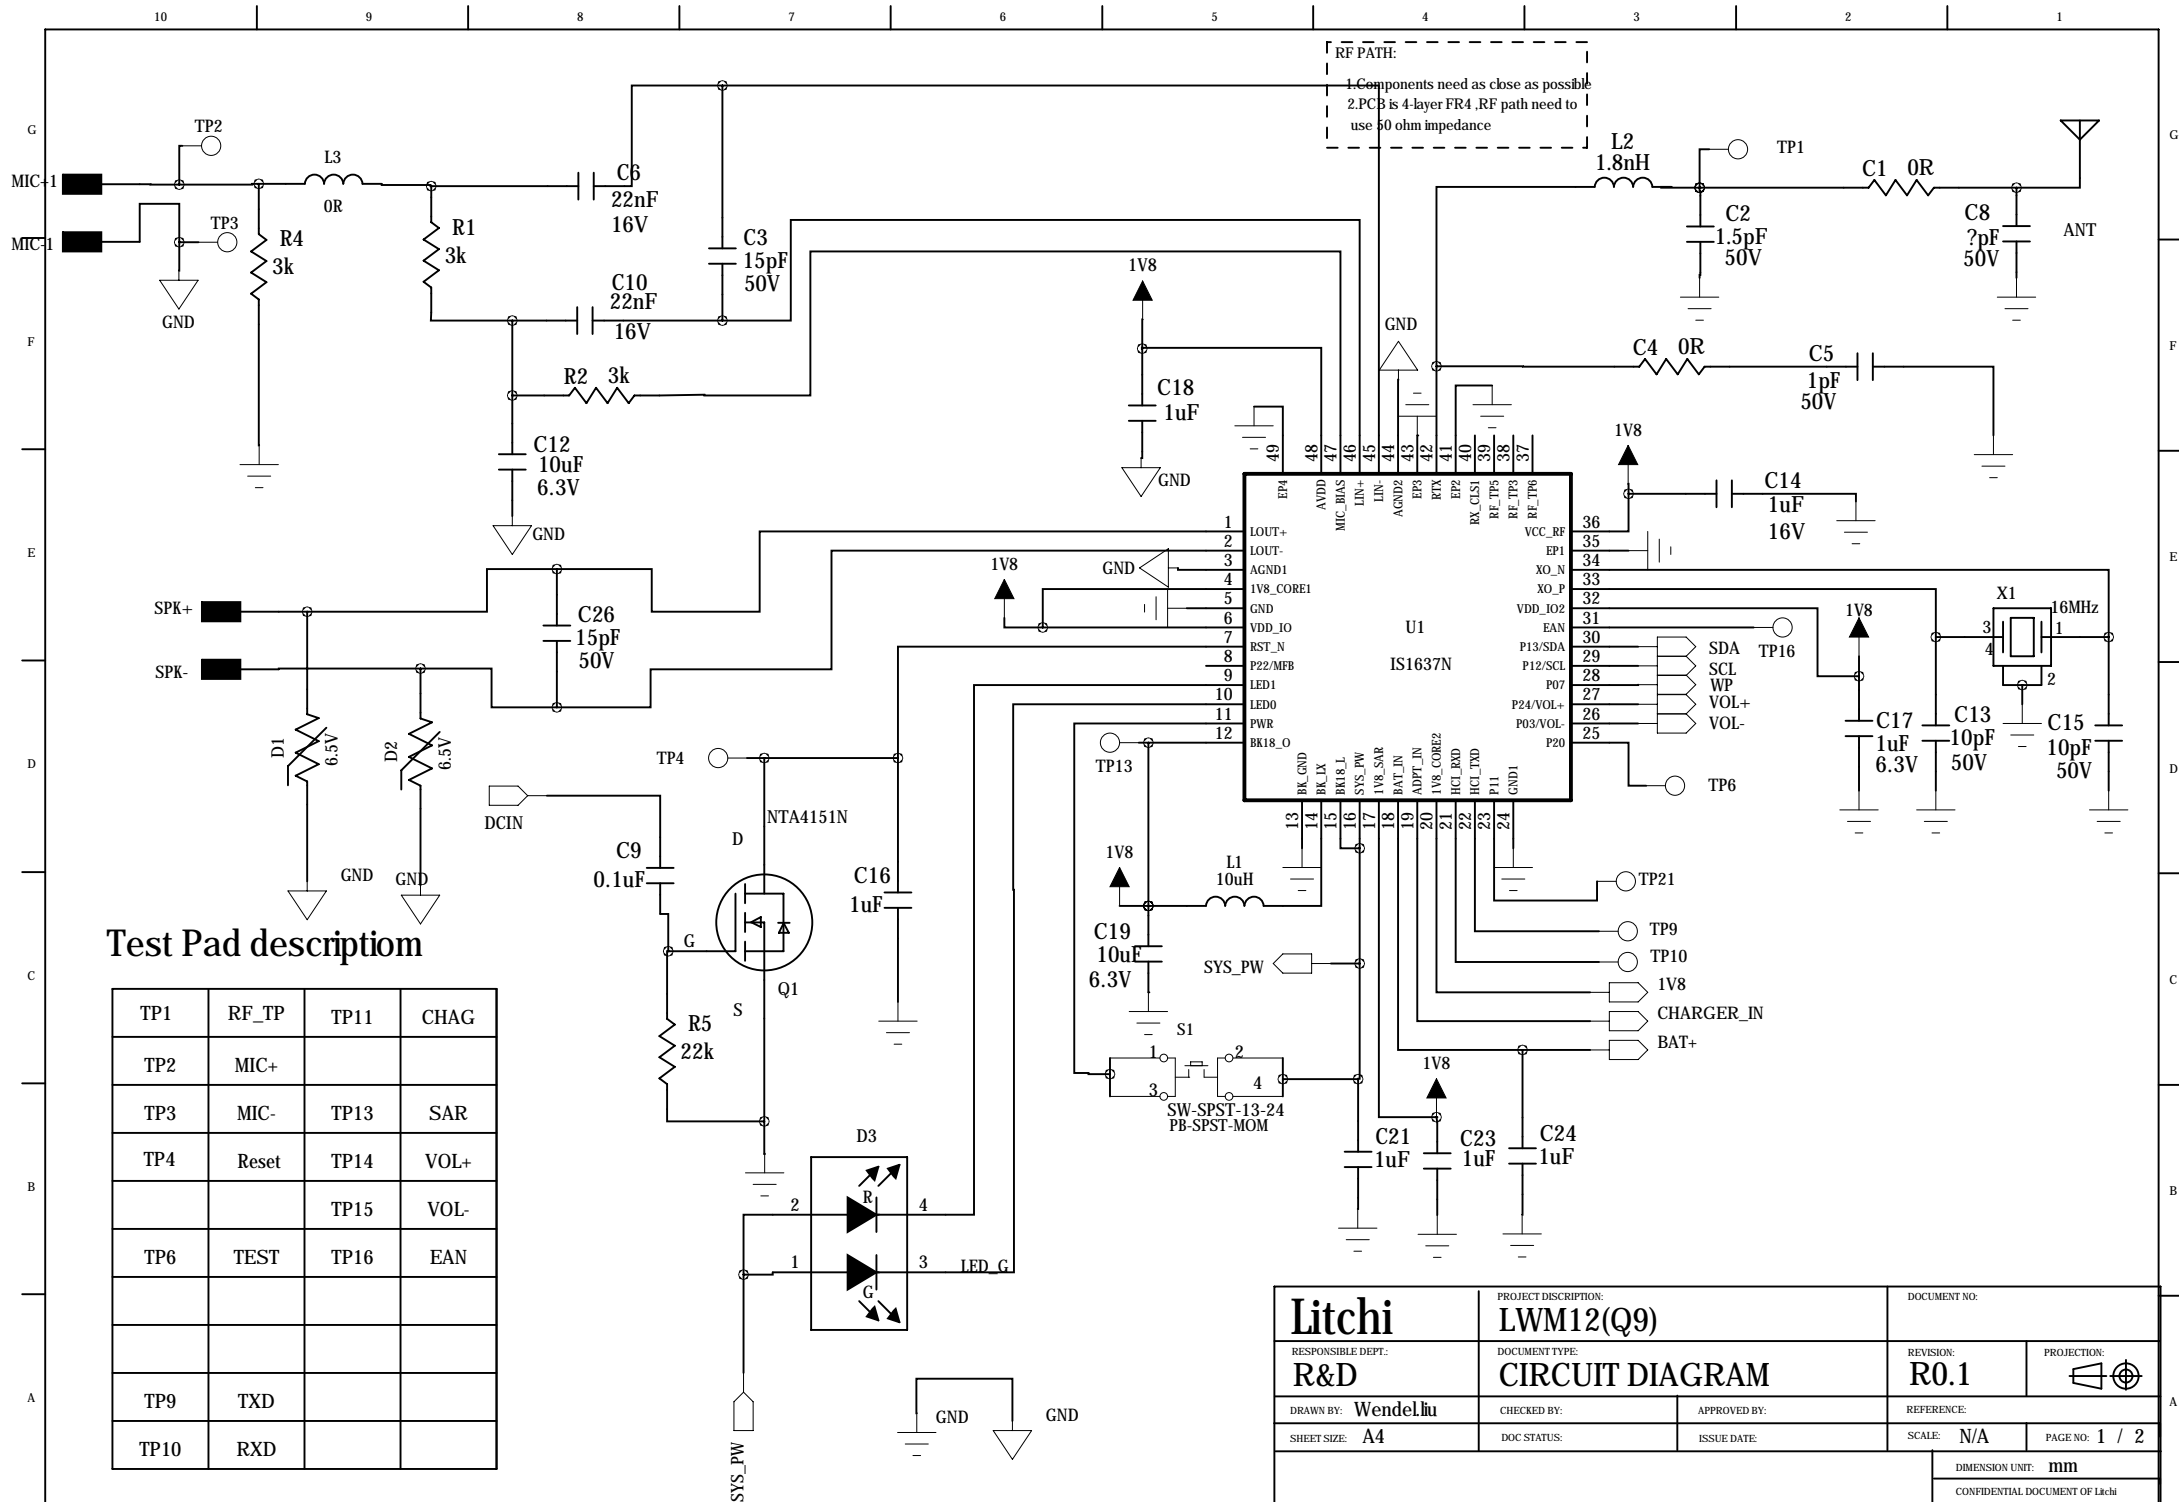 10 9 8 7 6 5 4 3 2 1
RF PATH:
1.Components need as close as possible
2.PCB is 4-layer FR4 ,RF path need to
use 50 ohm impedance
G
G
TP2
MIC+1
L3
0R
C6
22nF
16V
TP3
MIC-1
R4
3k
R1
3k
C3
15pF
50V
C10
22nF
16V
GND
L2
1.8nH
TP1
C1 0R
C2
1.5pF
50V
C8
?pF
50V
ANT
F
F
1V8
C18
1uF
GND
GND
C4 0R
C5
1pF
50V
R2 3k
C12
10uF
6.3V
GND
1V8
C14
1uF
16V
E
E
49 48 47 46 45 44 43 42 41 40 39 38 37
EP4
AVDD
MIC_BIAS
LIN+
LIN-
AGND2
EP3
RTX
EP2
RX_CLS1
RF_TP5
RF_TP3
RF_TP6
1 LOUT+
2 LOUT-
3 AGND1
4 1V8_CORE1
5 GND
6 VDD_IO
7 RST_N
8 P22/MFB
9 LED1
10 LED0
11 PWR
12 BK18_O
U1
IS1637N
VCC_RF 36
EP1 35
XO_N 34
XO_P 33
VDD_IO2 32
EAN 31
P13/SDA 30
P12/SCL 29
P07 28
P24/VOL+ 27
P03/VOL- 26
P20 25
BK_GND
BK_LX
BK18_L
SYS_PW
1V8_SAR
BAT_IN
ADPT_IN
1V8_CORE2
HCI_RXD
HCI_TXD
P11
GND1
13 14 15 16 17 18 19 20 21 22 23 24
GND
1V8
SPK+
SPK-
C26
15pF
50V
SDA
SCL
WP
VOL+
VOL-
TP16
1V8
X1
16MHz
3
4
1
2
C17
1uF
6.3V
C13
10pF
50V
C15
10pF
50V
TP6
D
D
D1
6.5V
D2
6.5V
GND
GND
DCIN
TP4
NTA4151N
D
C9
0.1uF
G
Q1
S
C16
1uF
R5
22k
TP13
1V8
L1
10uH
C19
10uF
6.3V
SYS_PW
TP21
TP9
TP10
1V8
CHARGER_IN
BAT+
C
C
S1
1
2
3
4
SW-SPST-13-24
PB-SPST-MOM
1V8
C21
1uF
C23
1uF
C24
1uF
B
B
D3
R
G
2
4
1
3
LED_G
SYS_PW
GND
GND
A
A
Test Pad descriptiom
TP1 RF_TP TP11 CHAG
TP2 MIC+
TP3 MIC- TP13 SAR
TP4 Reset TP14 VOL+
TP15 VOL-
TP6 TEST TP16 EAN
TP9 TXD
TP10 RXD
Litchi
PROJECT DISCRIPTION:
LWM12(Q9)
DOCUMENT NO:
RESPONSIBLE DEPT.:
R&D
DOCUMENT TYPE:
CIRCUIT DIAGRAM
REVISION:
R0.1
PROJECTION:
DRAWN BY: Wendel.liu
CHECKED BY:
APPROVED BY:
REFERENCE:
SHEET SIZE: A4
DOC STATUS:
ISSUE DATE:
SCALE: N/A
PAGE NO: 1 / 2
DIMENSION UNIT: mm
CONFIDENTIAL DOCUMENT OF Litchi